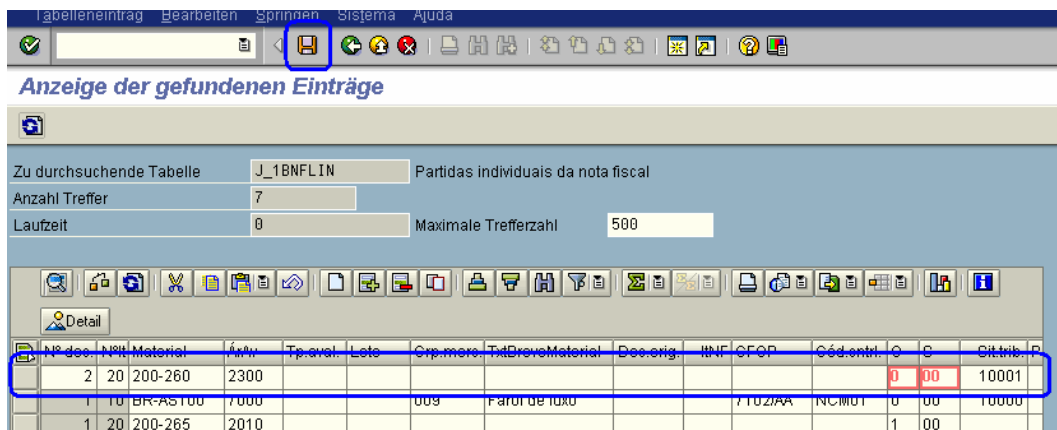 Tabelleneintrag Bearbeiten Springen Sistema Ajuda
Anzeige der gefundenen Einträge
Zu durchsuchende Tabelle J_1BNFLIN Partidas individuais da nota fiscal
Anzahl Treffer 7
Laufzeit 0 Maximale Trefferzahl 500
Detail
Nº doc. NºIt Material ÁrAv Tp.aval. Lote Grp.merc. TxtBreveMaterial Doc.orig. ItNF CFOP Cód.cntrl. O S Sit.trib. P
2 20 200-260 2300 0 00 10001
1 10 BR-AS100 7000 009 Farol de luxo 7102/AA NCM01 0 00 10000
1 20 200-265 2010 1 00